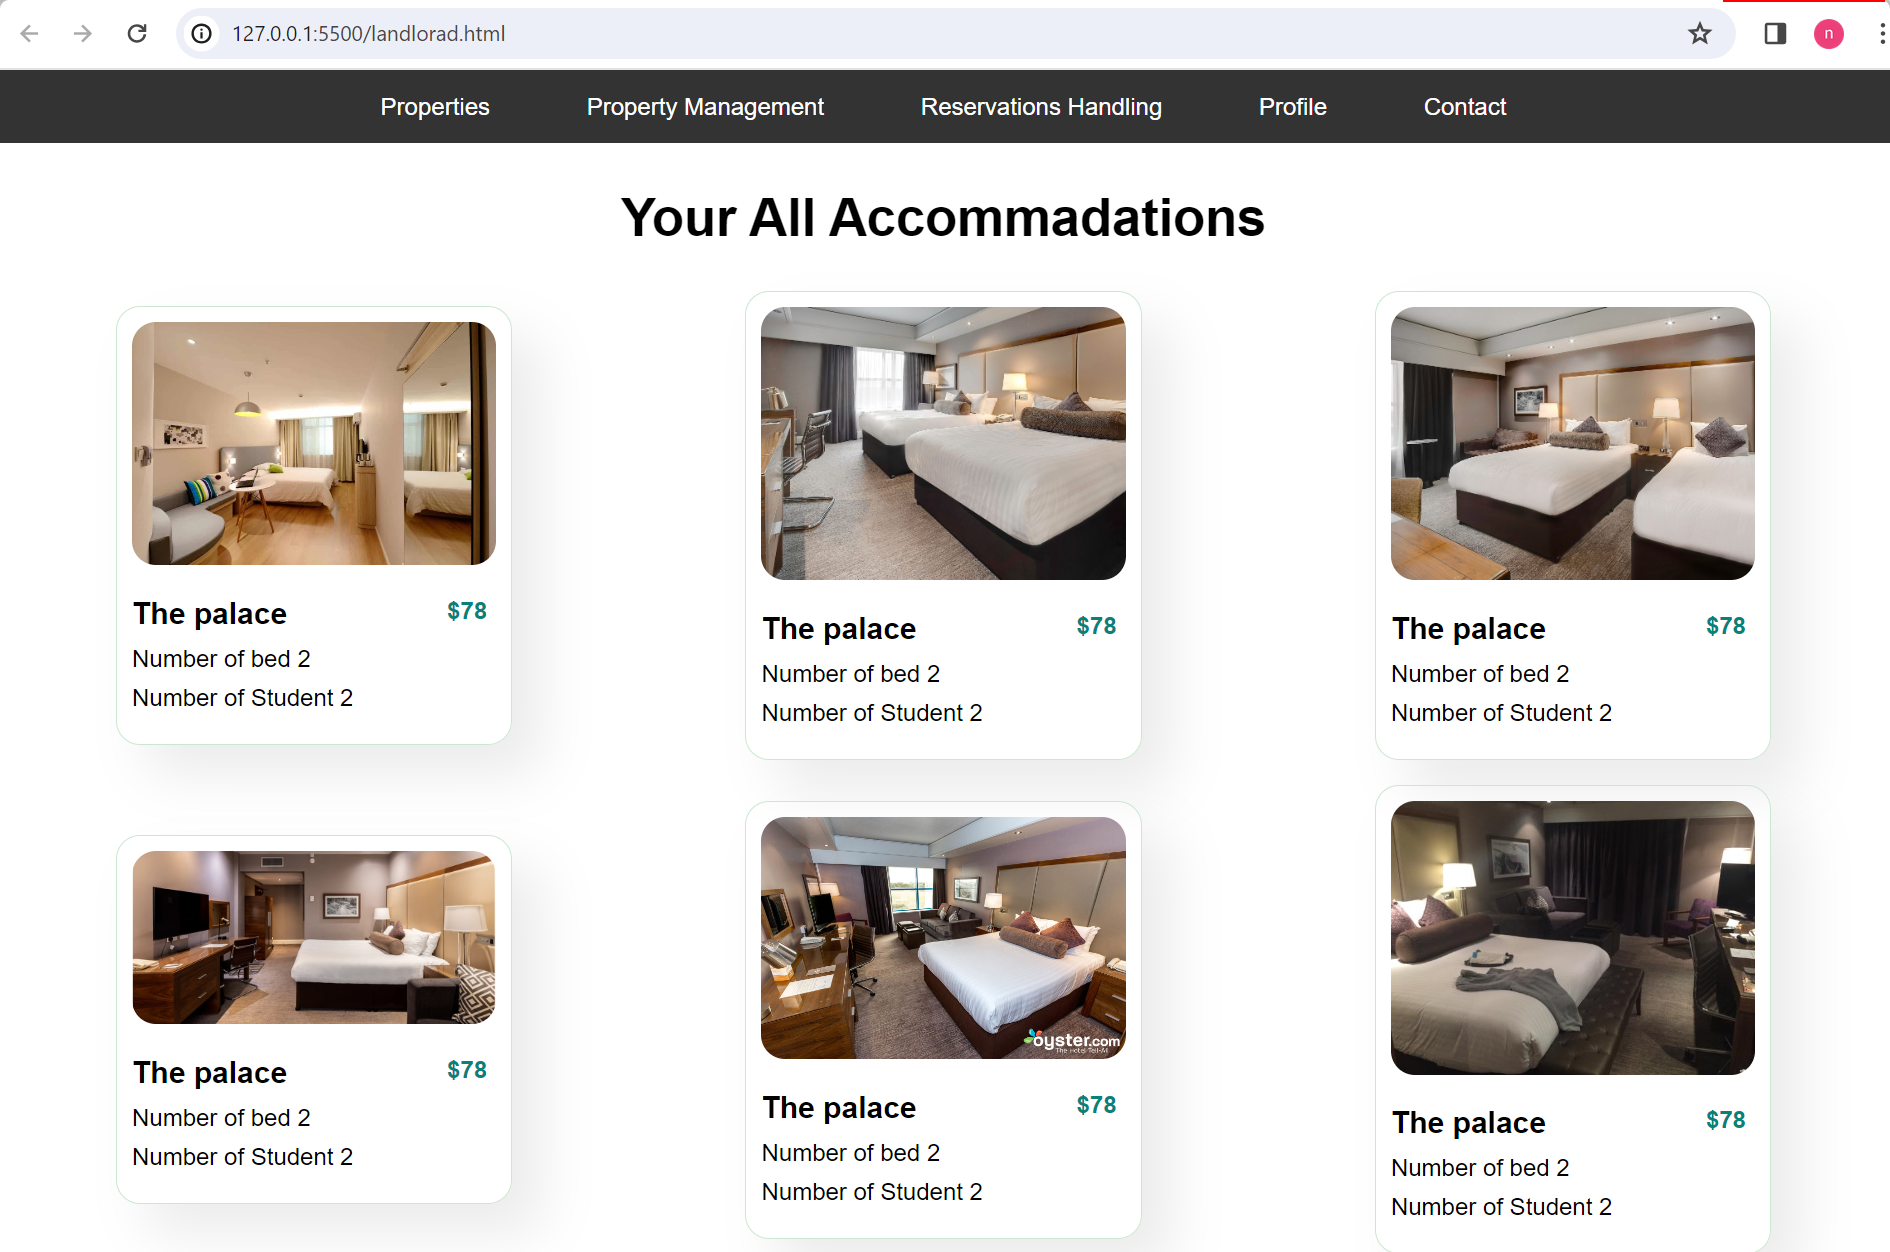 127.0.0.1:5500/landlorad.html
n
Properties Property Management Reservations Handling Profile Contact
Your All Accommadations
The palace $78
Number of bed 2
Number of Student 2
The palace $78
Number of bed 2
Number of Student 2
The palace $78
Number of bed 2
Number of Student 2
The palace $78
Number of bed 2
Number of Student 2
oyster.com
The Hotel Tell-All
The palace $78
Number of bed 2
Number of Student 2
The palace $78
Number of bed 2
Number of Student 2